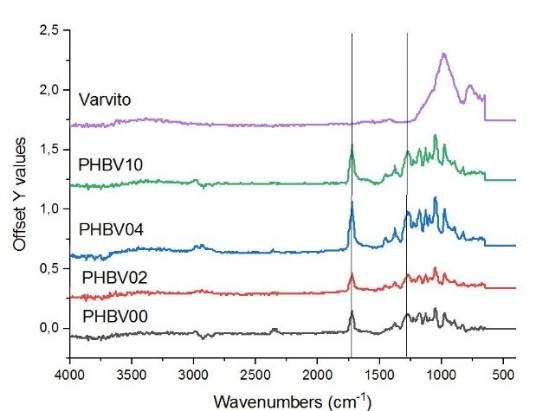 2,5
2,0
1,5
1,0
0,5
0,0
Offset Y values
Varvito
PHBV10
PHBV04
PHBV02
PHBV00
4000 3500 3000 2500 2000 1500 1000 500
Wavenumbers (cm⁻¹)